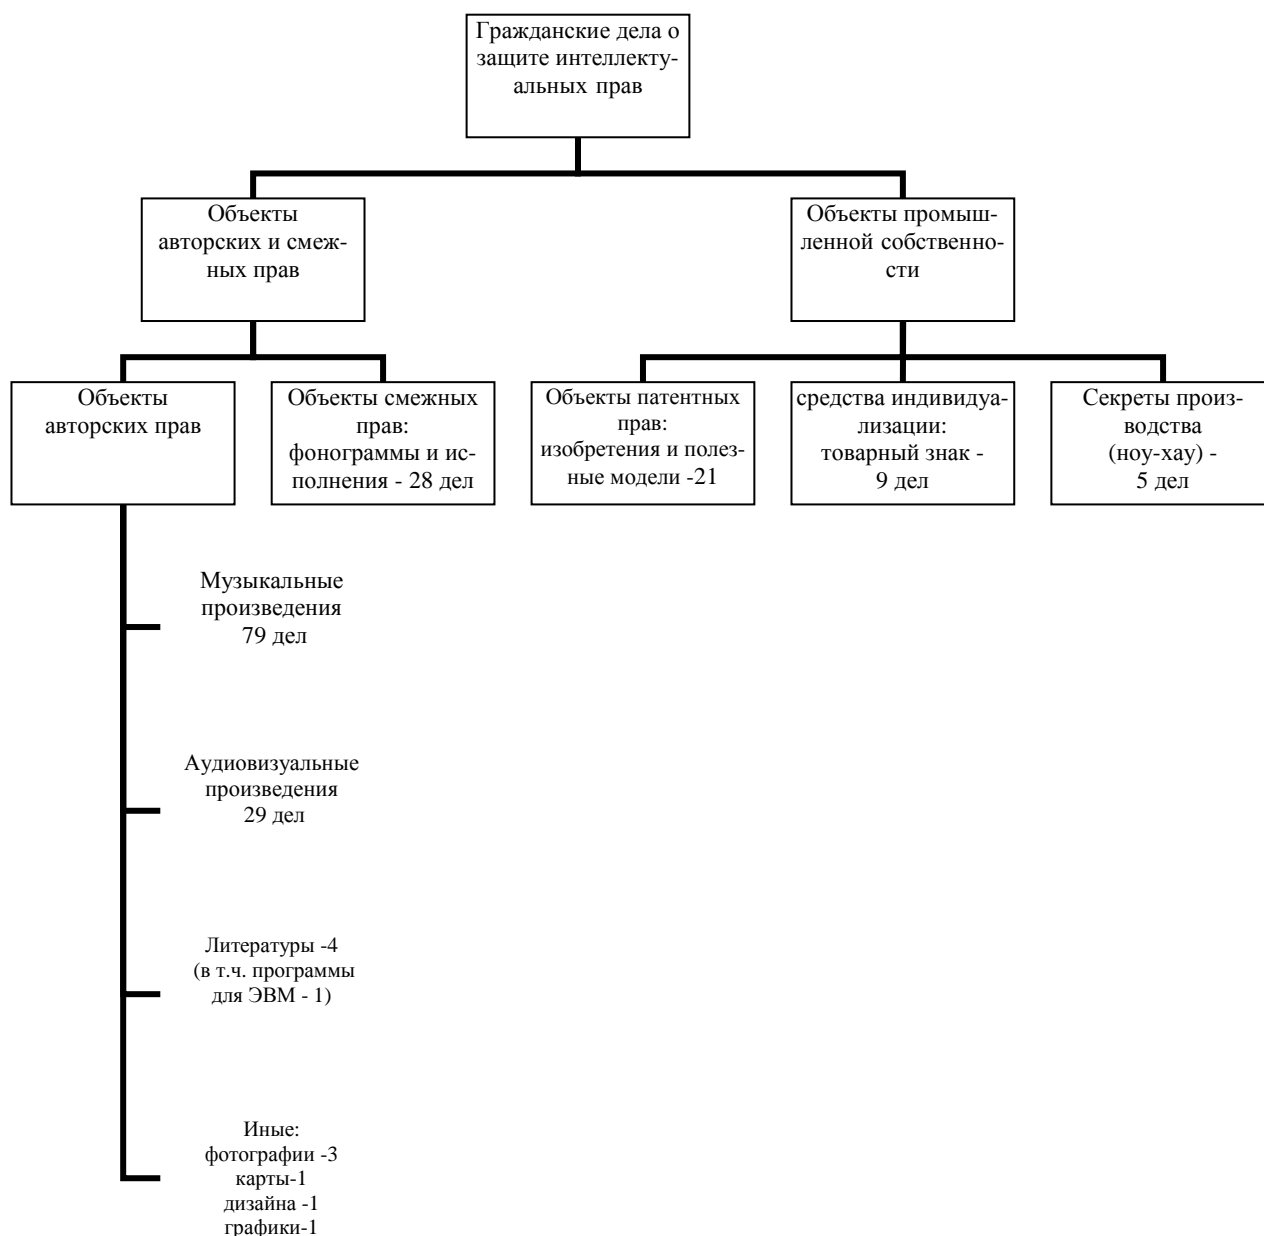 Гражданские дела о
защите интеллекту-
альных прав
Объекты
авторских и смеж-
ных прав
Объекты промыш-
ленной собственно-
сти
Объекты
авторских прав
Объекты смежных
прав:
фонограммы и ис-
полнения - 28 дел
Объекты патентных
прав:
изобретения и полез-
ные модели -21
средства индивидуа-
лизации:
товарный знак -
9 дел
Секреты произ-
водства
(ноу-хау) -
5 дел
Музыкальные
произведения
79 дел
Аудиовизуальные
произведения
29 дел
Литературы -4
(в т.ч. программы
для ЭВМ - 1)
Иные:
фотографии -3
карты-1
дизайна -1
графики-1